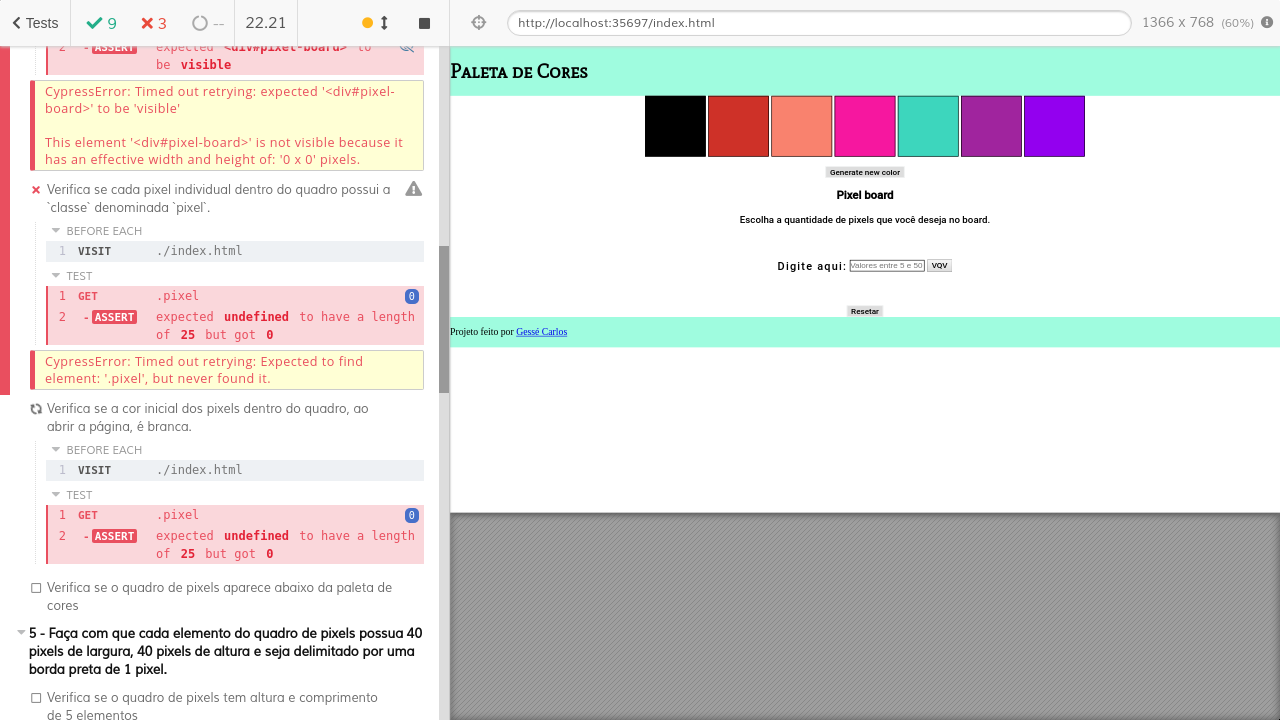 Tests
9
3
--
22.21
http://localhost:35697/index.html
1366 x 768 (60%)
2 - ASSERT expected <div#pixel-board> to
be visible
CypressError: Timed out retrying: expected '<div#pixel-
board>' to be 'visible'
This element '<div#pixel-board>' is not visible because it
has an effective width and height of: '0 x 0' pixels.
Verifica se cada pixel individual dentro do quadro possui a
`classe` denominada `pixel`.
BEFORE EACH
1 VISIT ./index.html
TEST
1 GET .pixel 0
2 - ASSERT expected undefined to have a length
of 25 but got 0
CypressError: Timed out retrying: Expected to find
element: '.pixel', but never found it.
Verifica se a cor inicial dos pixels dentro do quadro, ao
abrir a página, é branca.
BEFORE EACH
1 VISIT ./index.html
TEST
1 GET .pixel 0
2 - ASSERT expected undefined to have a length
of 25 but got 0
Verifica se o quadro de pixels aparece abaixo da paleta de
cores
5 - Faça com que cada elemento do quadro de pixels possua 40
pixels de largura, 40 pixels de altura e seja delimitado por uma
borda preta de 1 pixel.
Verifica se o quadro de pixels tem altura e comprimento
de 5 elementos
Paleta de Cores
Generate new color
Pixel board
Escolha a quantidade de pixels que você deseja no board.
Digite aqui: Valores entre 5 e 50 VQV
Resetar
Projeto feito por Gessé Carlos